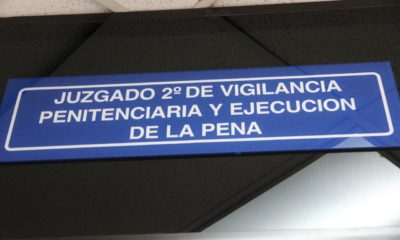 JUZGADO 2º DE VIGILANCIA
PENITENCIARIA Y EJECUCION
DE LA PENA